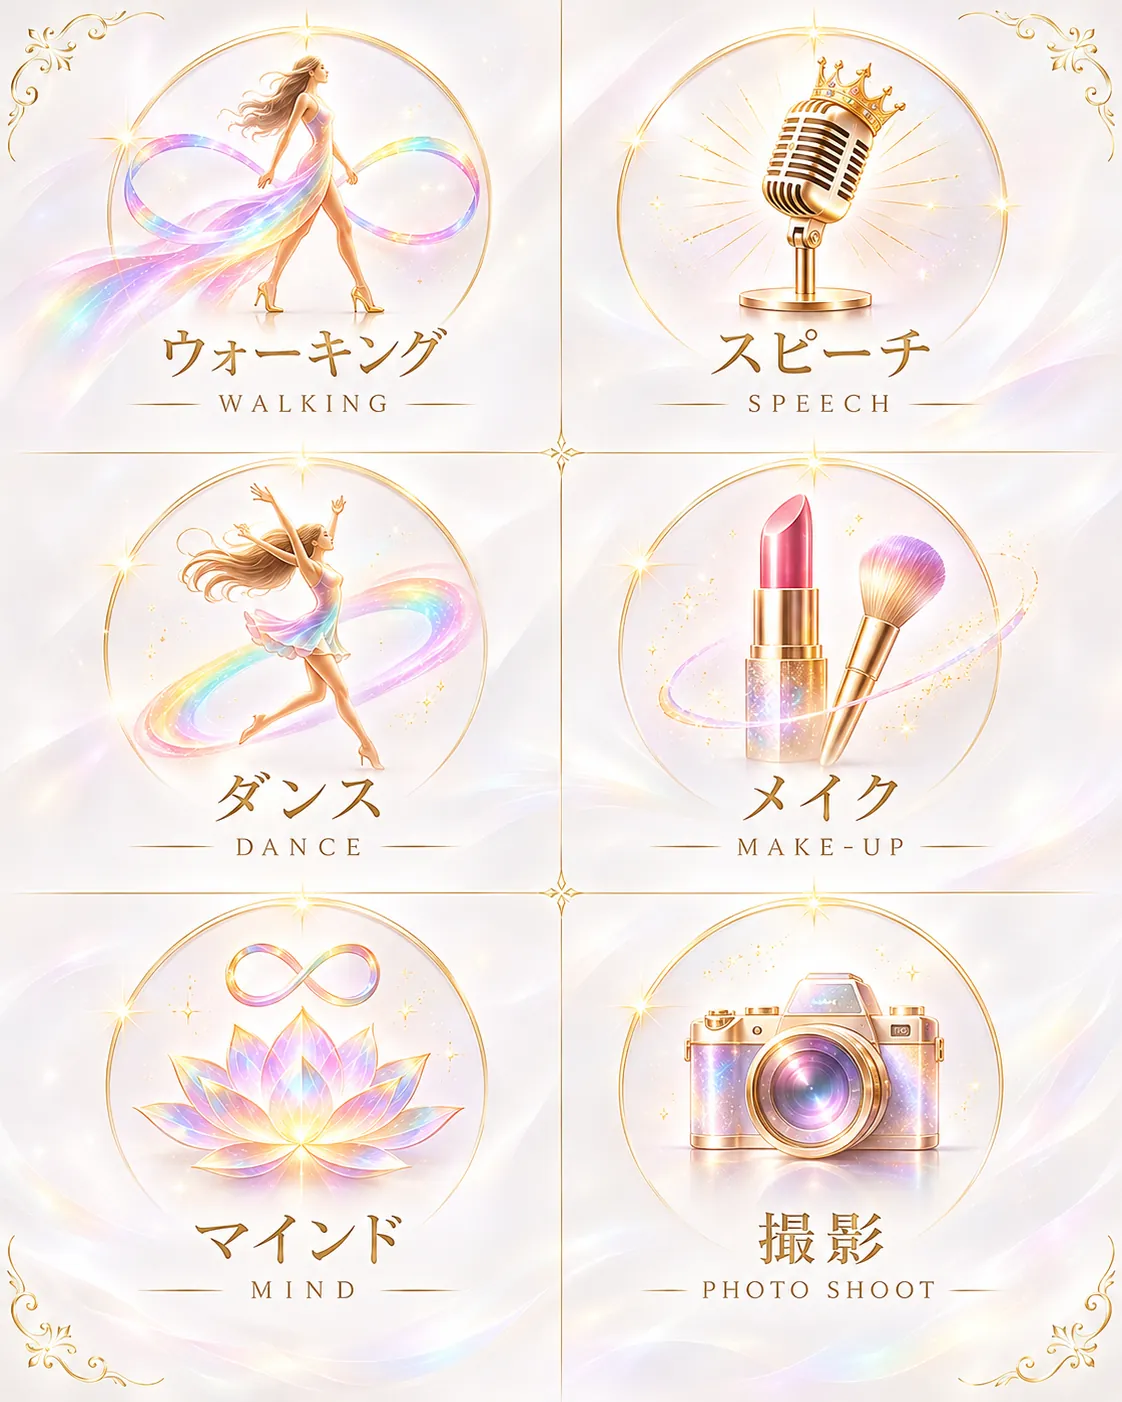 ウォーキング
WALKING
スピーチ
SPEECH
ダンス
DANCE
メイク
MAKE-UP
マインド
MIND
撮影
PHOTO SHOOT